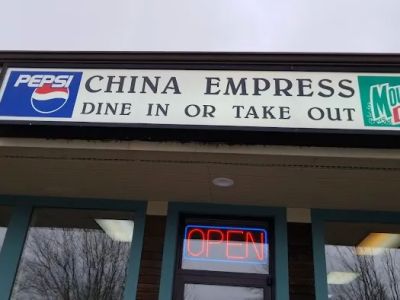 PEPSI
CHINA EMPRESS
DINE IN OR TAKE OUT
OPEN